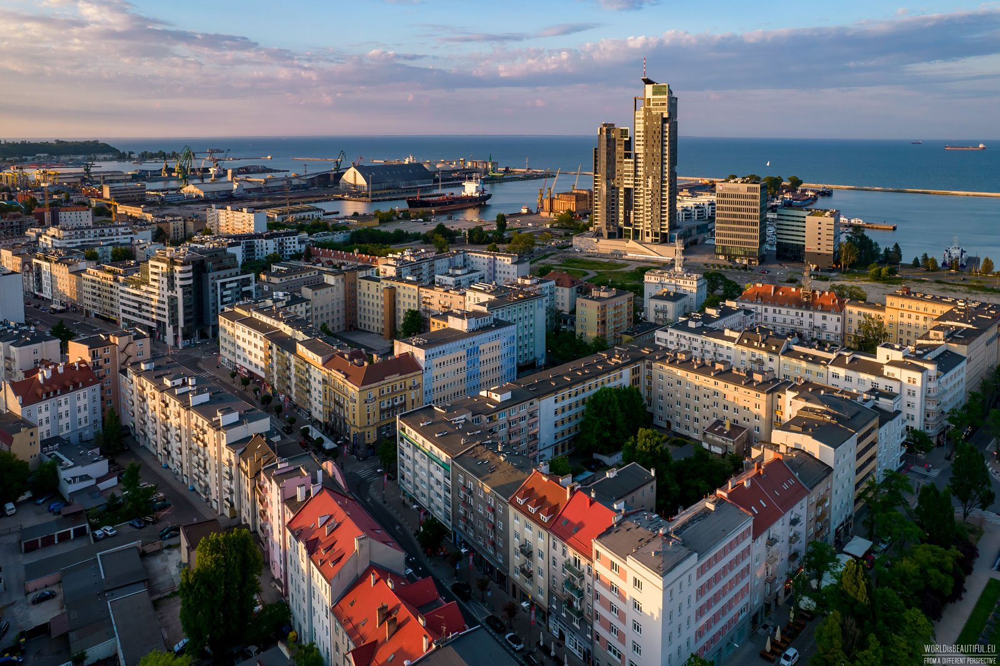 WORLDisBEAUTIFUL.EU
FROM A DIFFERENT PERSPECTIVE